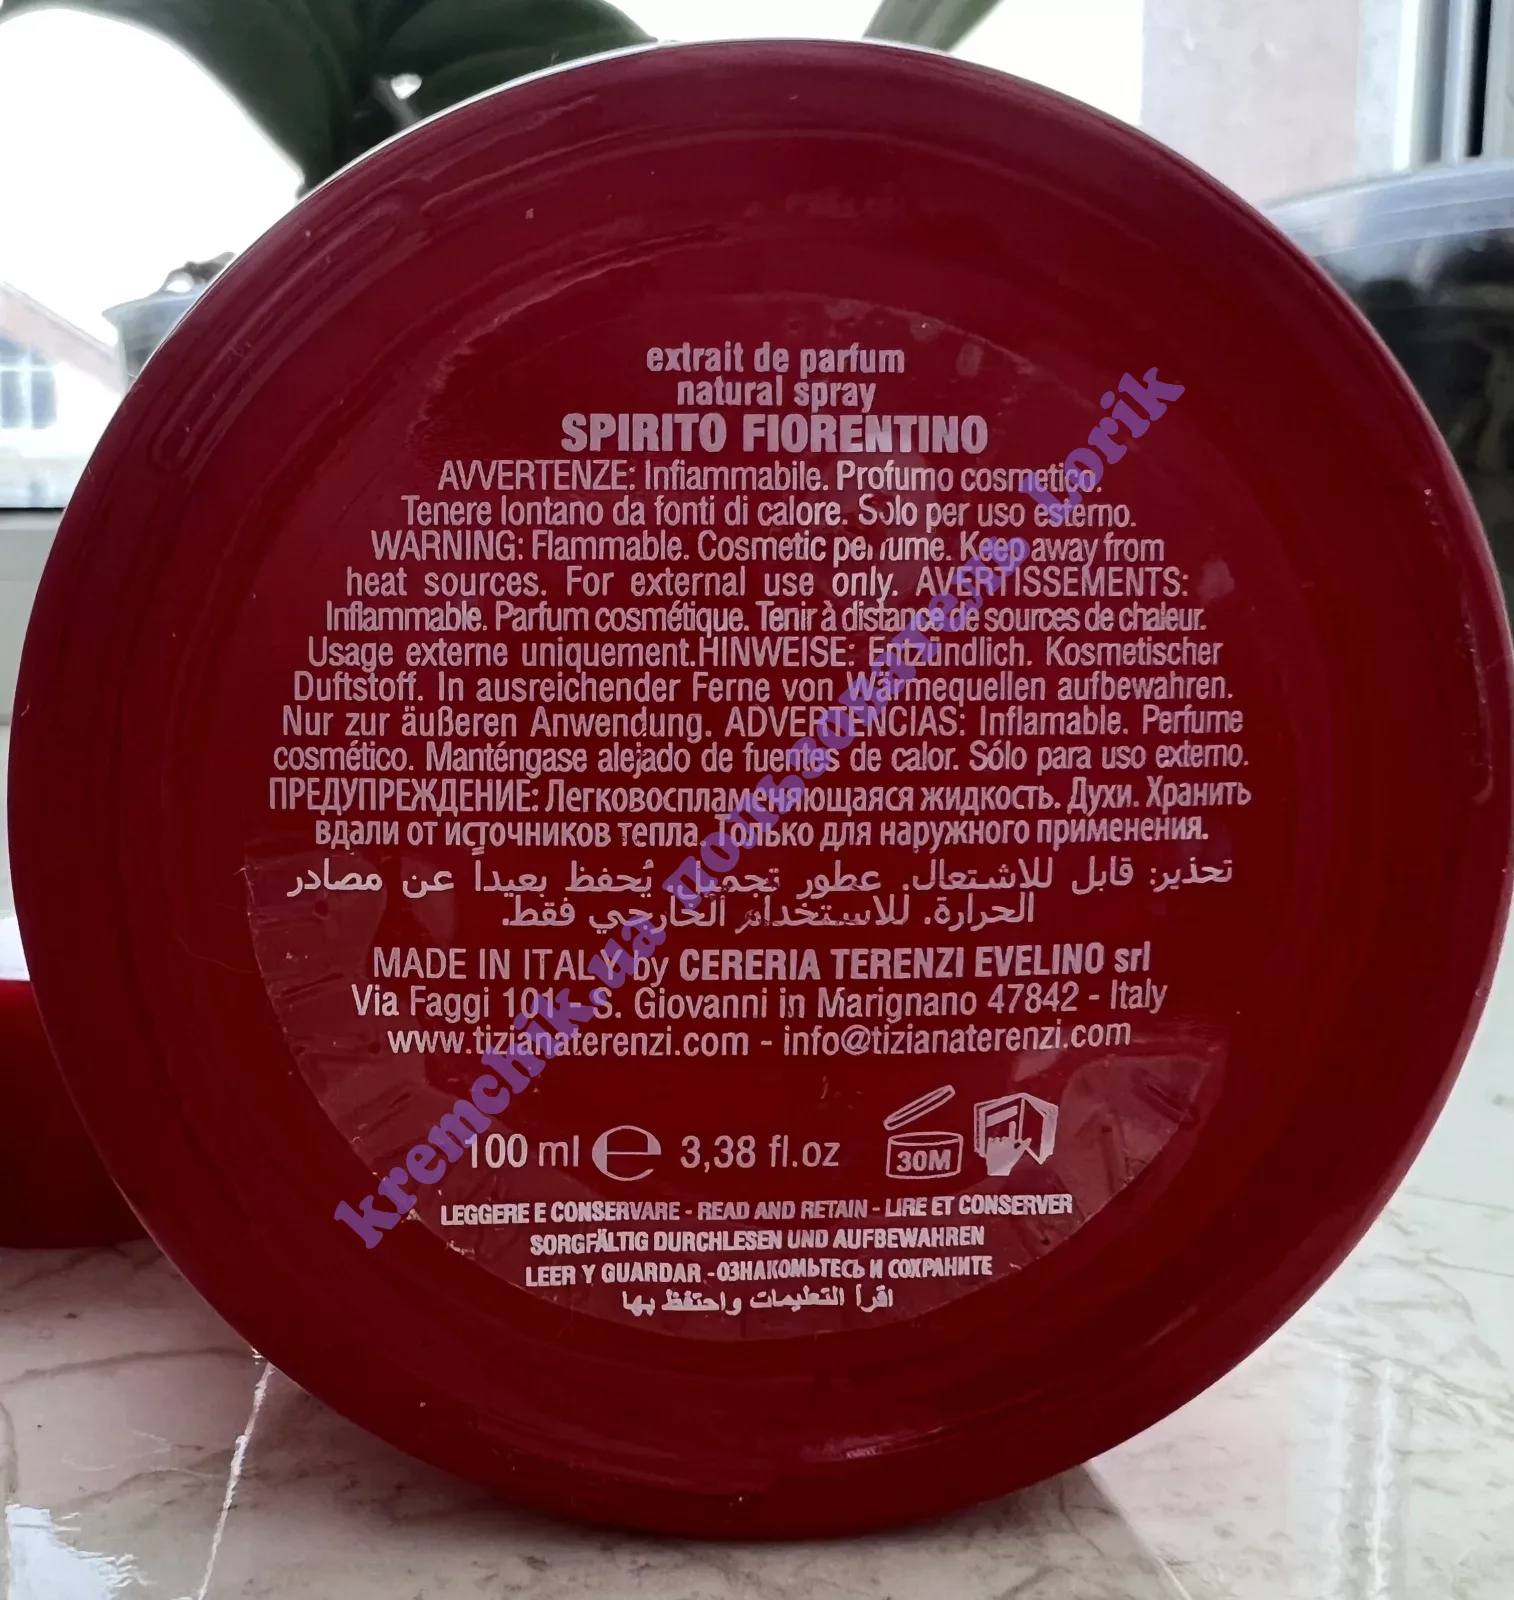 extrait de parfum
natural spray
SPIRITO FIORENTINO
AVVERTENZE: Infiammabile. Profumo cosmetico.
Tenere lontano da fonti di calore. Solo per uso esterno.
WARNING: Flammable. Cosmetic perfume. Keep away from
heat sources. For external use only. AVERTISSEMENTS:
Inflammable. Parfum cosmétique. Tenir à distance de sources de chaleur.
Usage externe uniquement.HINWEISE: Entzündlich. Kosmetischer
Duftstoff. In ausreichender Ferne von Wärmequellen aufbewahren.
Nur zur äußeren Anwendung. ADVERTENCIAS: Inflamable. Perfume
cosmético. Manténgase alejado de fuentes de calor. Sólo para uso externo.
ПРЕДУПРЕЖДЕНИЕ: Легковоспламеняющаяся жидкость. Духи. Хранить
вдали от источников тепла. Только для наружного применения.
تحذير: قابل للاشتعال. عطور تجميل. يُحفظ بعيداً عن مصادر
الحرارة. للاستخدام الخارجي فقط.
MADE IN ITALY by CERERIA TERENZI EVELINO srl
Via Faggi 101 - S. Giovanni in Marignano 47842 - Italy
www.tizianaterenzi.com - info@tizianaterenzi.com
100 ml e 3,38 fl.oz 30M
LEGGERE E CONSERVARE - READ AND RETAIN - LIRE ET CONSERVER
SORGFÄLTIG DURCHLESEN UND AUFBEWAHREN
LEER Y GUARDAR -ОЗНАКОМЬТЕСЬ И СОХРАНИТЕ
اقرأ التعليمات واحتفظ بها
kremchik.ua пользователь Lorik